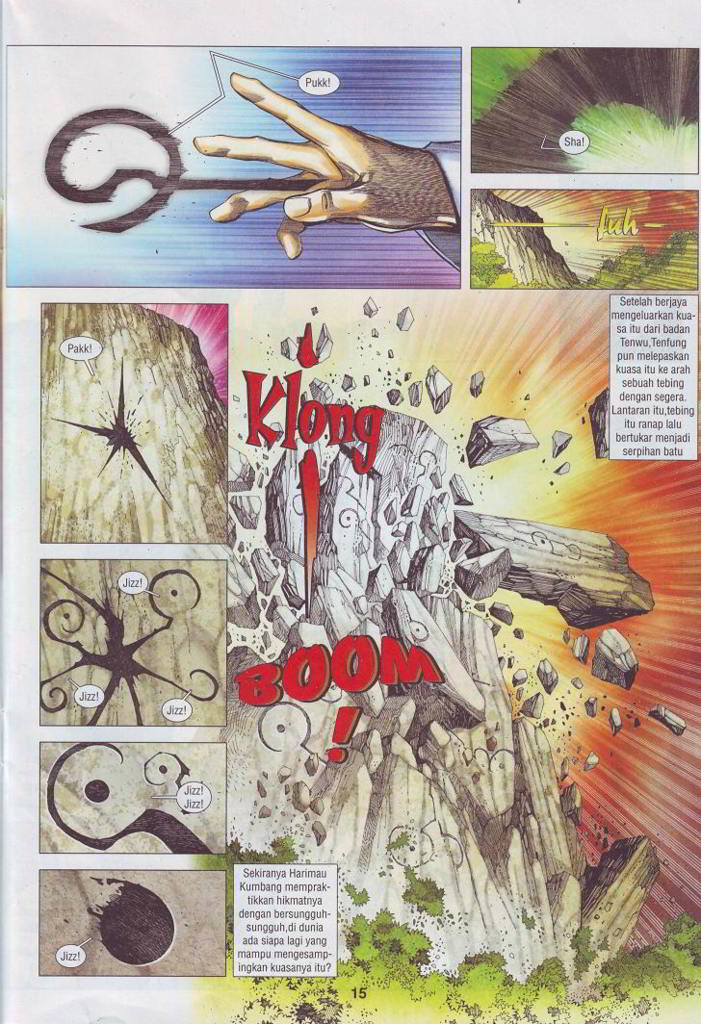 Pukk!
Sha!
fuh
Setelah berjaya
mengeluarkan kua-
sa itu dari badan
Tenwu,Tenfung
pun melepaskan
kuasa itu ke arah
sebuah tebing
dengan segera.
Lantaran itu,tebing
itu ranap lalu
bertukar menjadi
serpihan batu
Pakk!
Klong
!
Jizz!
Jizz!
Jizz!
BOOM
!
Jizz!
Jizz!
Jizz!
Sekiranya Harimau
Kumbang memprak-
tikkan hikmatnya
dengan bersungguh-
sungguh,di dunia
ada siapa lagi yang
mampu mengesamp-
ingkan kuasanya itu?
15